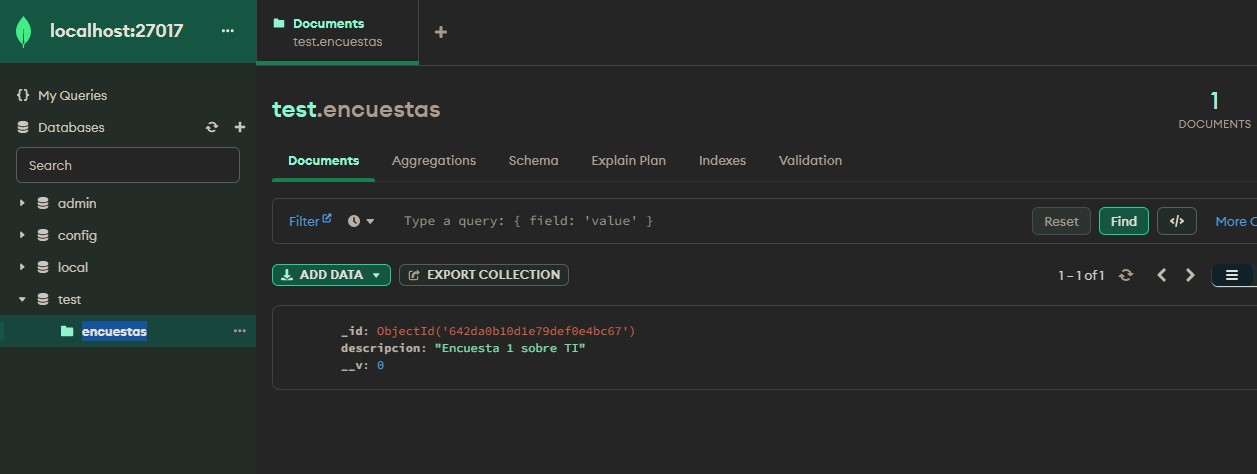 localhost:27017 ...
{} My Queries
Databases
Search
admin
config
local
test
encuestas ...
Documents
test.encuestas
+
test.encuestas
1
DOCUMENTS
Documents Aggregations Schema Explain Plan Indexes Validation
Filter Type a query: { field: 'value' } Reset Find </> More O
ADD DATA EXPORT COLLECTION 1 – 1 of 1
_id: ObjectId('642da0b10d1e79def0e4bc67')
descripcion: "Encuesta 1 sobre TI"
__v: 0